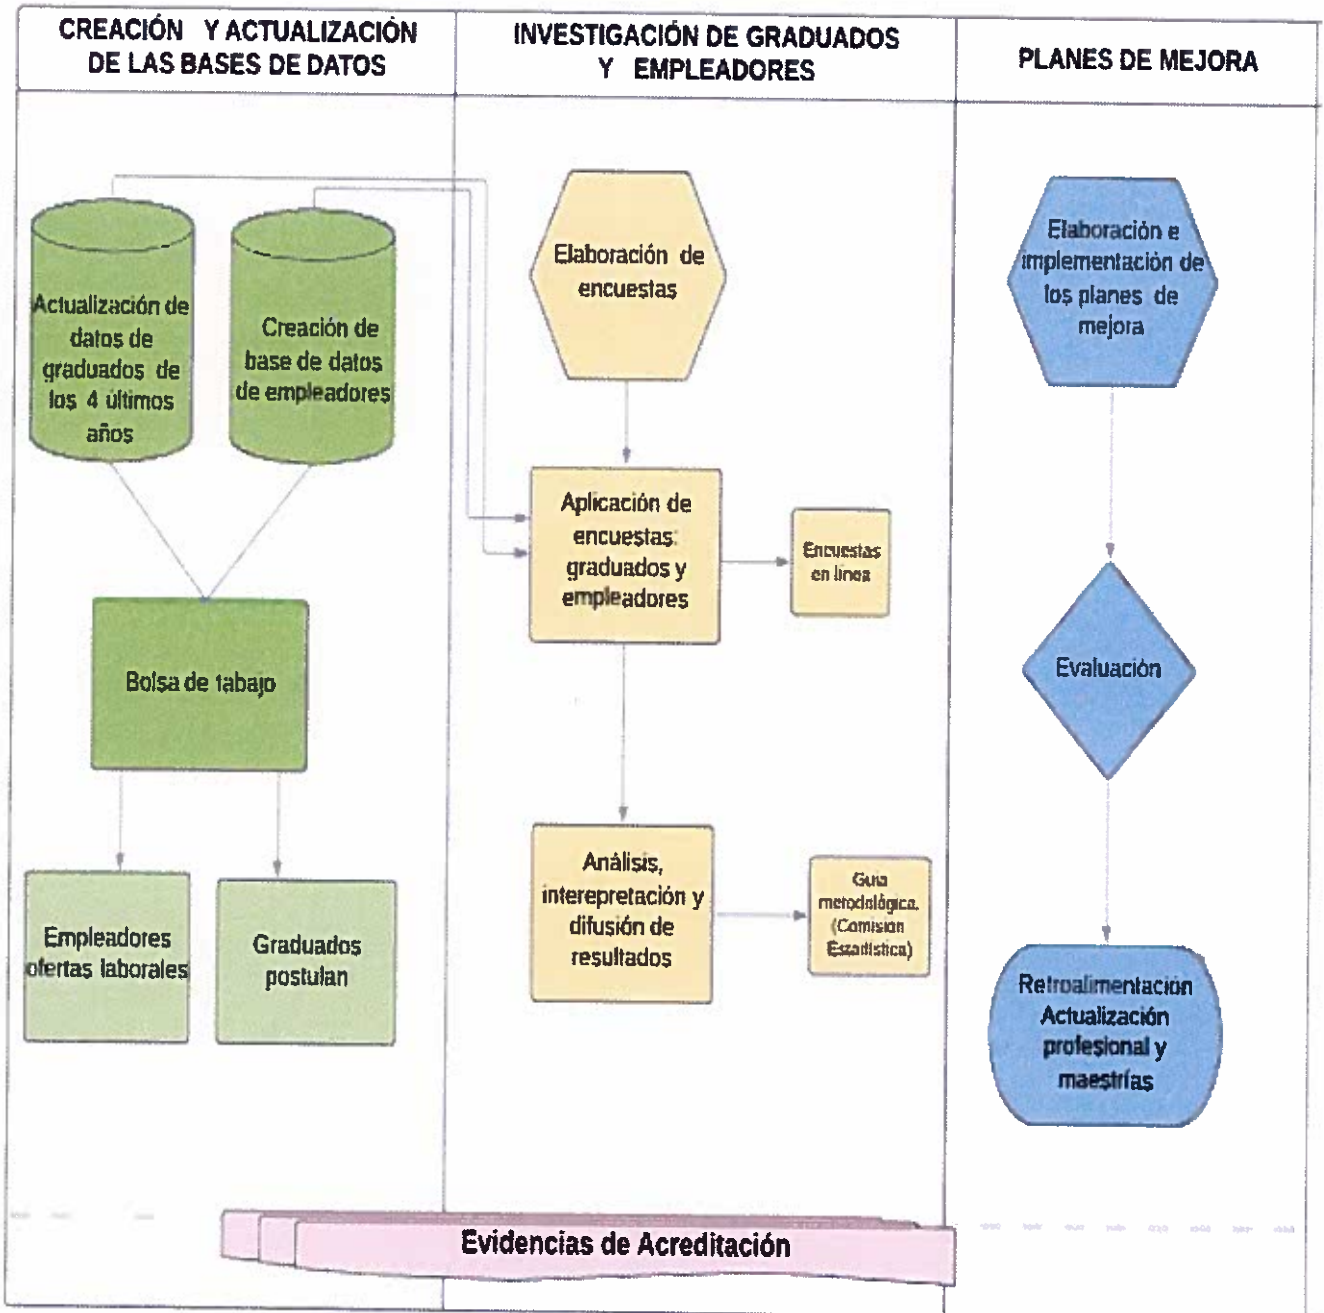 CREACIÓN Y ACTUALIZACIÓN
DE LAS BASES DE DATOS
INVESTIGACIÓN DE GRADUADOS
Y EMPLEADORES
PLANES DE MEJORA
Actualización de
datos de
graduados de
los 4 últimos
años
Creación de
base de datos
de empleadores
Bolsa de tabajo
Empleadores
ofertas laborales
Graduados
postulan
Elaboración de
encuestas
Aplicación de
encuestas:
graduados y
empleadores
Encuestas
en línea
Análisis,
interepretación y
difusión de
resultados
Guía
metodológica.
(Comisión
Estadística)
Elaboración e
implementación de
los planes de
mejora
Evaluación
Retroalimentación
Actualización
profesional y
maestrías
Evidencias de Acreditación